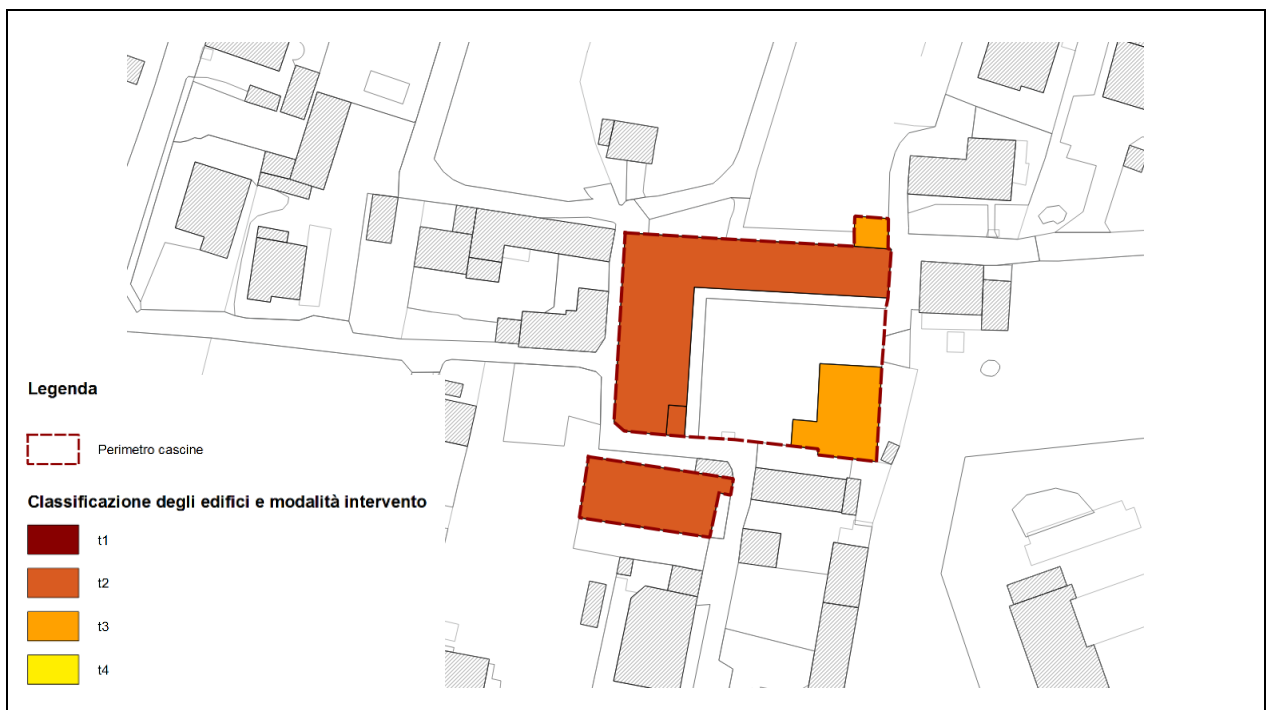 Legenda
Perimetro cascine
Classificazione degli edifici e modalità intervento
t1
t2
t3
t4